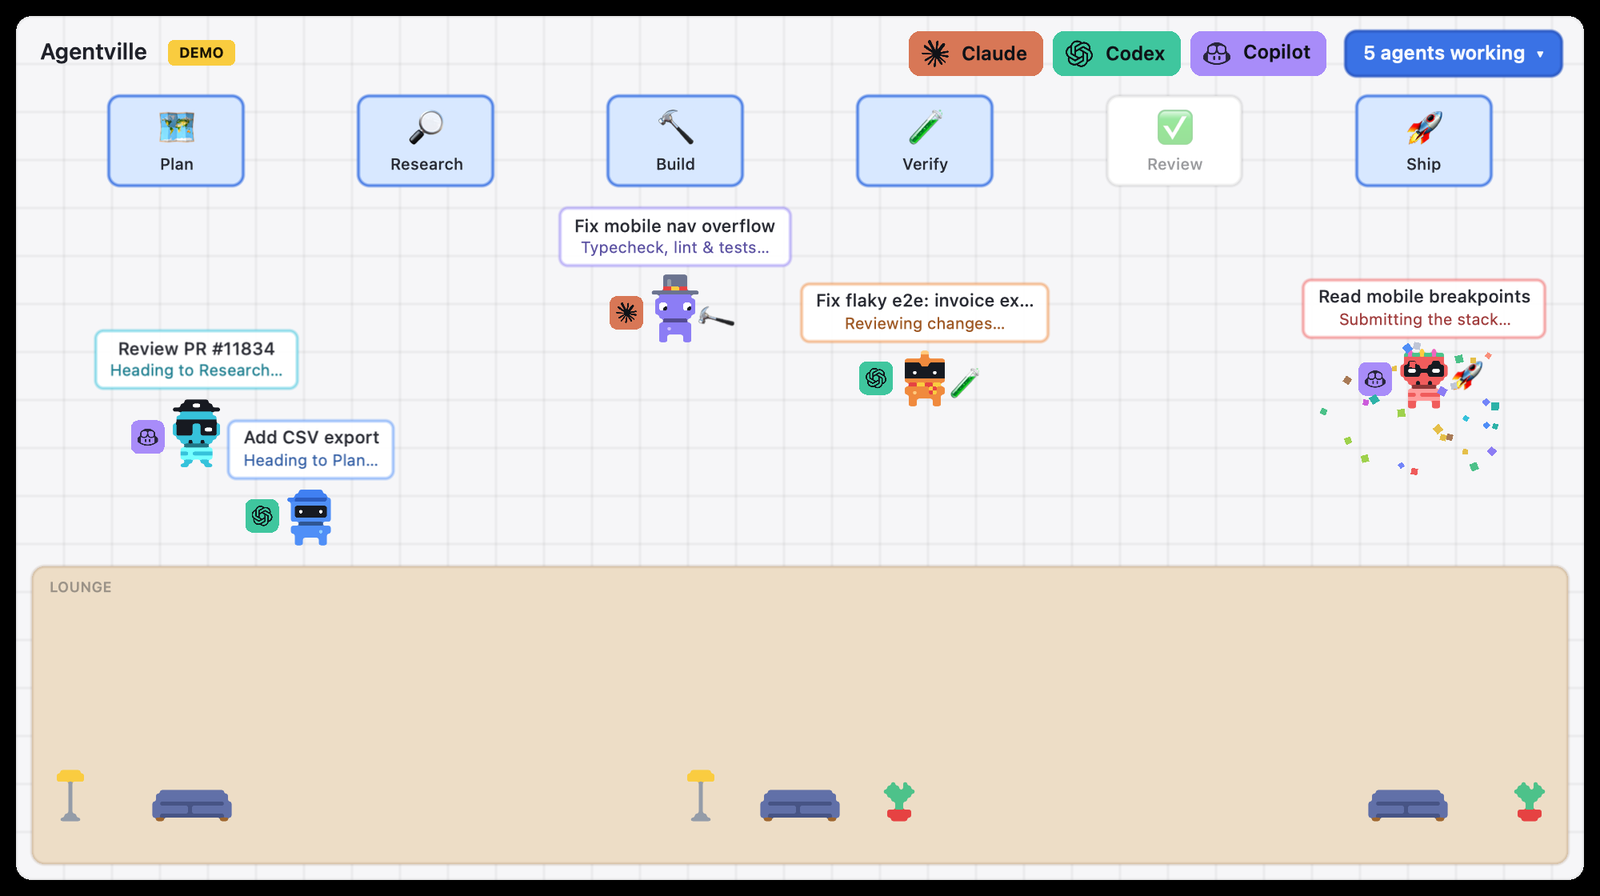 Agentville
DEMO
Claude
Codex
Copilot
5 agents working
Plan
Research
Build
Verify
Review
Ship
Fix mobile nav overflow
Typecheck, lint & tests...
Fix flaky e2e: invoice ex...
Reviewing changes...
Read mobile breakpoints
Submitting the stack...
Review PR #11834
Heading to Research...
Add CSV export
Heading to Plan...
LOUNGE